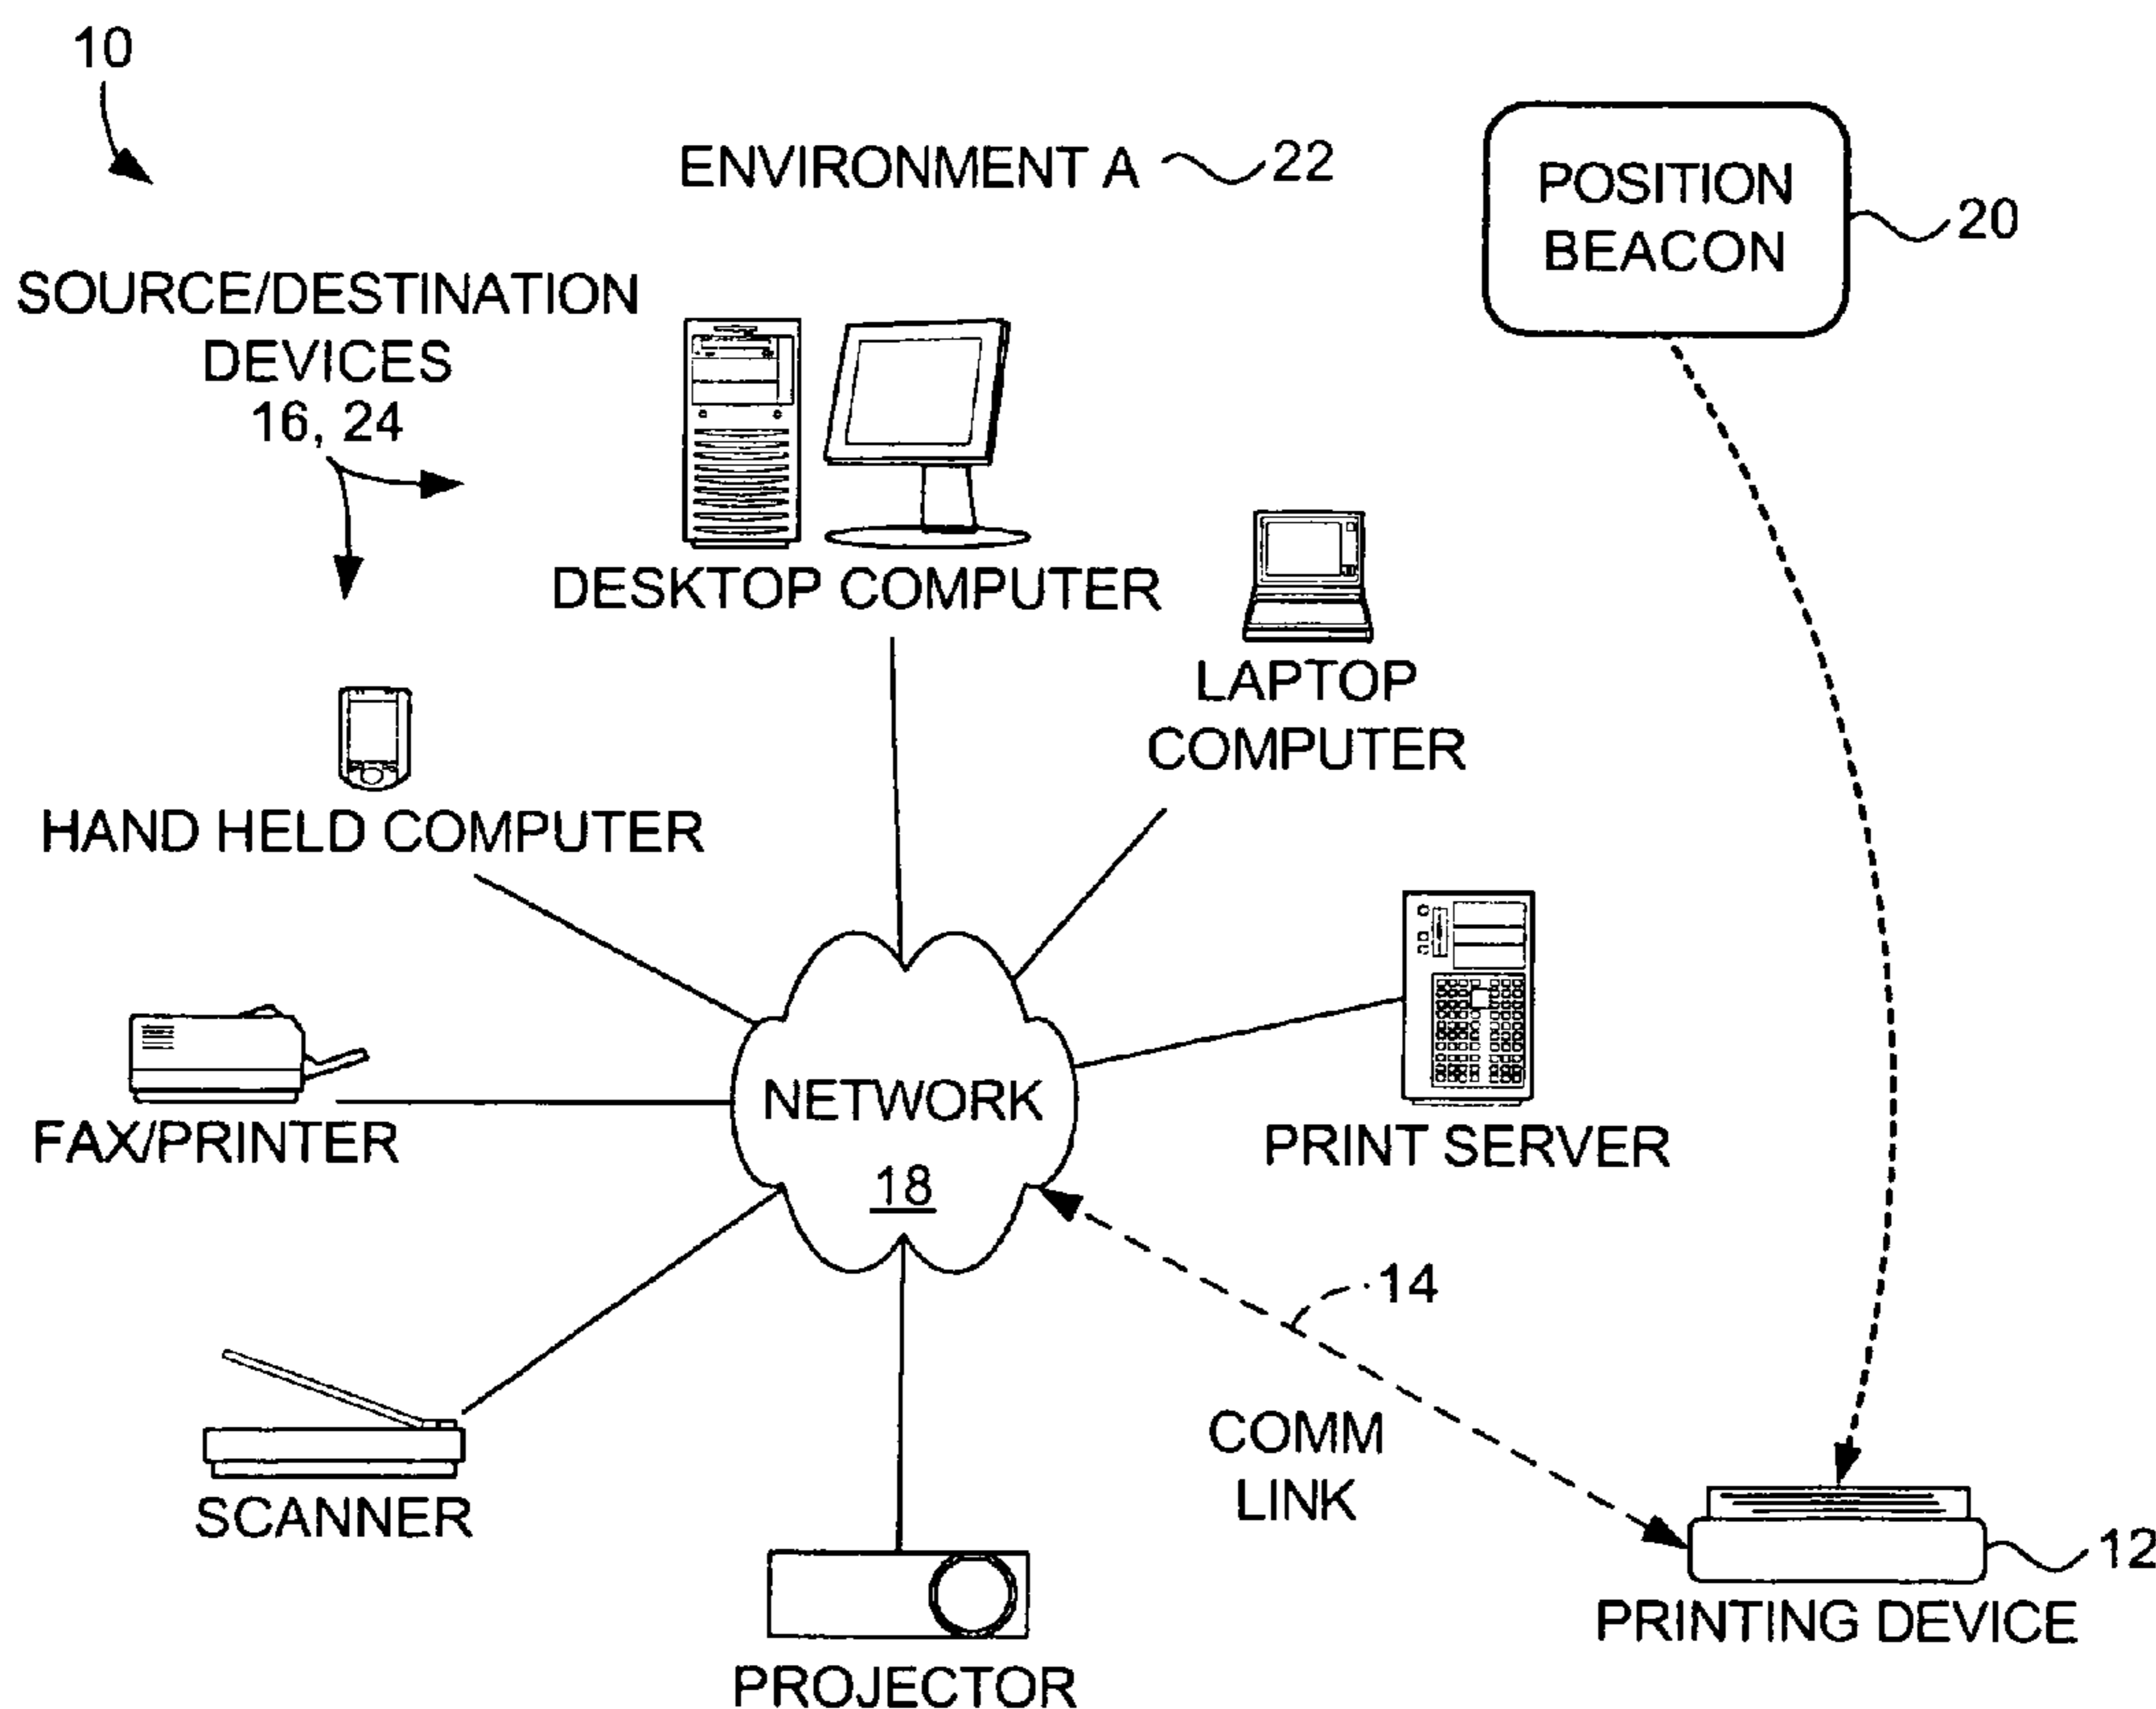 10
ENVIRONMENT A 22
POSITION
BEACON
20
SOURCE/DESTINATION
DEVICES
16, 24
DESKTOP COMPUTER
LAPTOP
COMPUTER
HAND HELD COMPUTER
NETWORK
18
FAX/PRINTER
PRINT SERVER
14
COMM
LINK
SCANNER
12
PRINTING DEVICE
PROJECTOR